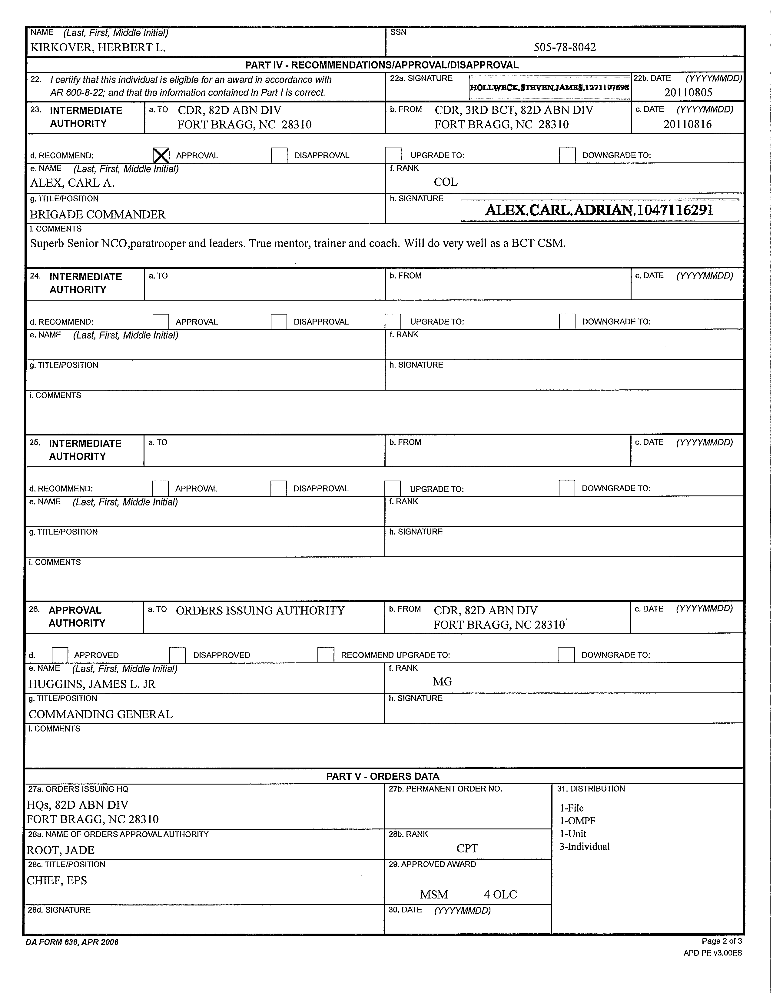 NAME (Last, First, Middle Initial)
KIRKOVER, HERBERT L.
SSN
505-78-8042
PART IV - RECOMMENDATIONS/APPROVAL/DISAPPROVAL
22. I certify that this individual is eligible for an award in accordance with
AR 600-8-22; and that the information contained in Part I is correct.
22a. SIGNATURE
HOLLWECK.STEVEN.JAMES.1271197698
22b. DATE (YYYYMMDD)
20110805
23. INTERMEDIATE
AUTHORITY
a. TO CDR, 82D ABN DIV
FORT BRAGG, NC 28310
b. FROM CDR, 3RD BCT, 82D ABN DIV
FORT BRAGG, NC 28310
c. DATE (YYYYMMDD)
20110816
d. RECOMMEND: APPROVAL DISAPPROVAL UPGRADE TO: DOWNGRADE TO:
e. NAME (Last, First, Middle Initial)
ALEX, CARL A.
f. RANK
COL
g. TITLE/POSITION
BRIGADE COMMANDER
h. SIGNATURE
ALEX.CARL.ADRIAN.1047116291
i. COMMENTS
Superb Senior NCO,paratrooper and leaders. True mentor, trainer and coach. Will do very well as a BCT CSM.
24. INTERMEDIATE
AUTHORITY
a. TO
b. FROM
c. DATE (YYYYMMDD)
d. RECOMMEND: APPROVAL DISAPPROVAL UPGRADE TO: DOWNGRADE TO:
e. NAME (Last, First, Middle Initial)
f. RANK
g. TITLE/POSITION
h. SIGNATURE
i. COMMENTS
25. INTERMEDIATE
AUTHORITY
a. TO
b. FROM
c. DATE (YYYYMMDD)
d. RECOMMEND: APPROVAL DISAPPROVAL UPGRADE TO: DOWNGRADE TO:
e. NAME (Last, First, Middle Initial)
f. RANK
g. TITLE/POSITION
h. SIGNATURE
i. COMMENTS
26. APPROVAL
AUTHORITY
a. TO ORDERS ISSUING AUTHORITY
b. FROM CDR, 82D ABN DIV
FORT BRAGG, NC 28310
c. DATE (YYYYMMDD)
d. APPROVED DISAPPROVED RECOMMEND UPGRADE TO: DOWNGRADE TO:
e. NAME (Last, First, Middle Initial)
HUGGINS, JAMES L. JR
f. RANK
MG
g. TITLE/POSITION
COMMANDING GENERAL
h. SIGNATURE
i. COMMENTS
PART V - ORDERS DATA
27a. ORDERS ISSUING HQ
HQs, 82D ABN DIV
FORT BRAGG, NC 28310
27b. PERMANENT ORDER NO.
31. DISTRIBUTION
1-File
1-OMPF
1-Unit
3-Individual
28a. NAME OF ORDERS APPROVAL AUTHORITY
ROOT, JADE
28b. RANK
CPT
28c. TITLE/POSITION
CHIEF, EPS
29. APPROVED AWARD
MSM 4 OLC
28d. SIGNATURE
30. DATE (YYYYMMDD)
DA FORM 638, APR 2006
Page 2 of 3
APD PE v3.00ES